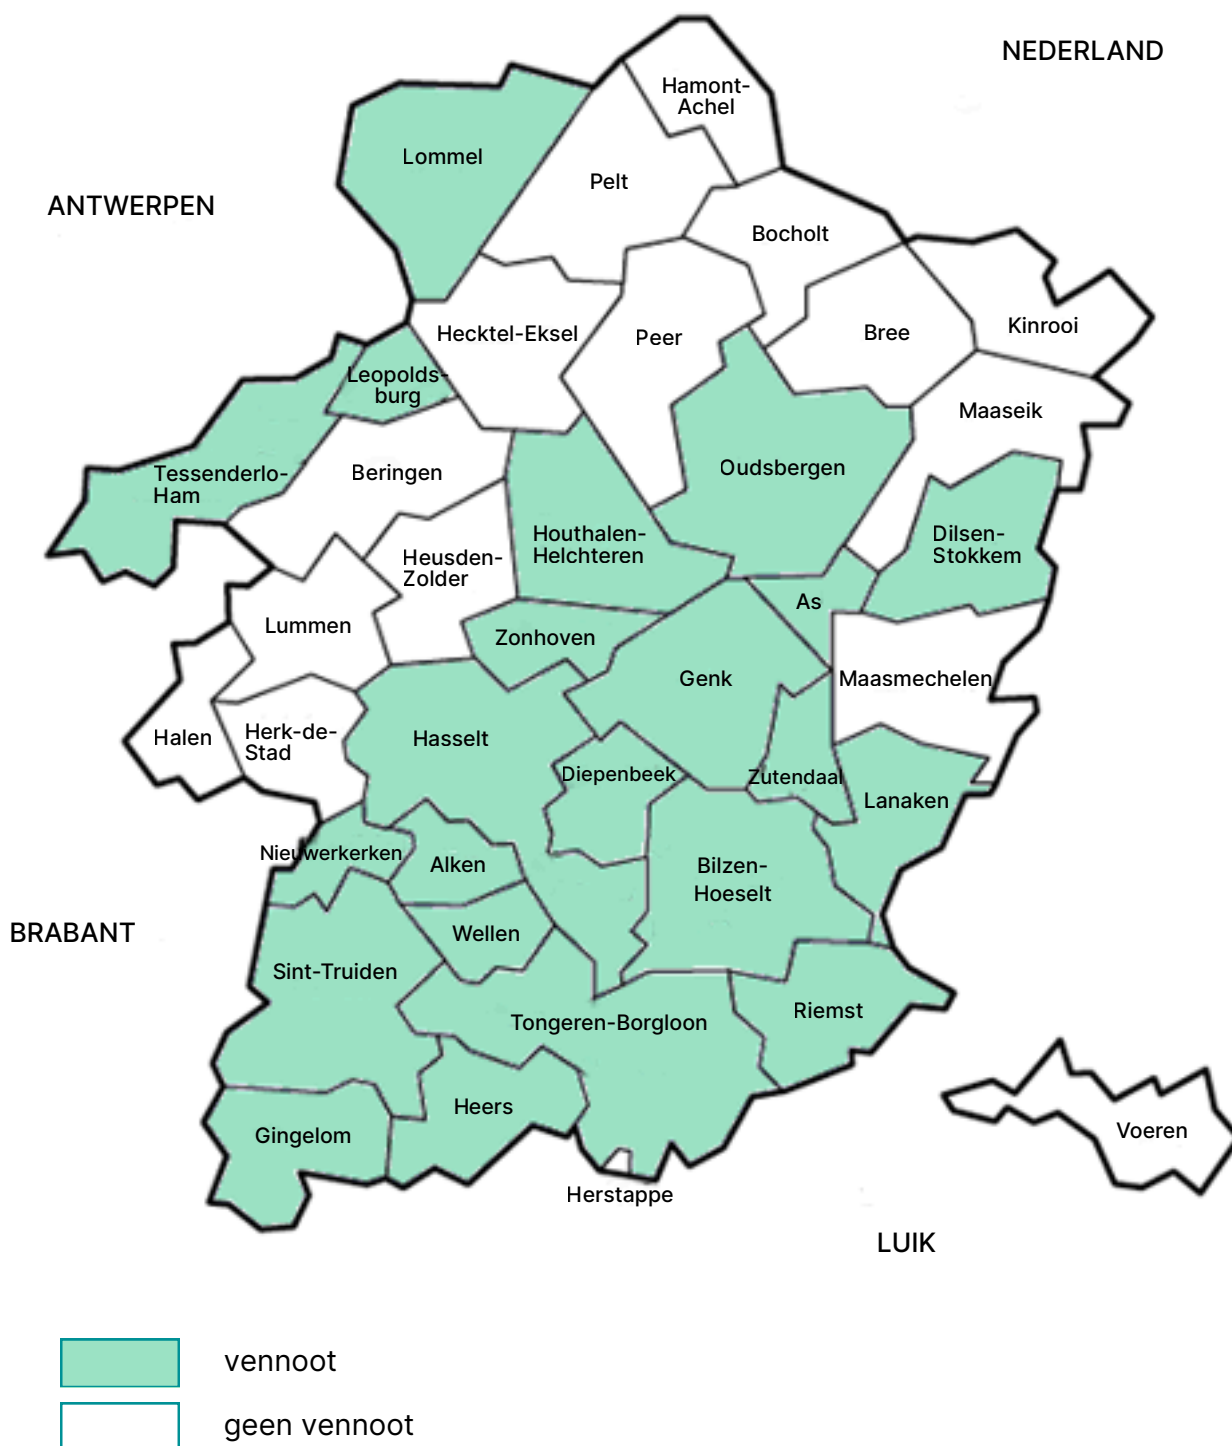 NEDERLAND
Hamont-
Achel
Lommel
Pelt
ANTWERPEN
Bocholt
Kinrooi
Hecktel-Eksel
Peer
Bree
Leopolds-
burg
Maaseik
Tessenderlo-
Ham
Beringen
Oudsbergen
Houthalen-
Helchteren
Dilsen-
Stokkem
Heusden-
Zolder
As
Lummen
Zonhoven
Genk
Maasmechelen
Halen
Herk-de-
Stad
Hasselt
Diepenbeek
Zutendaal
Lanaken
Nieuwerkerken
Alken
Bilzen-
Hoeselt
BRABANT
Wellen
Sint-Truiden
Riemst
Tongeren-Borgloon
Heers
Gingelom
Voeren
Herstappe
LUIK
vennoot
geen vennoot